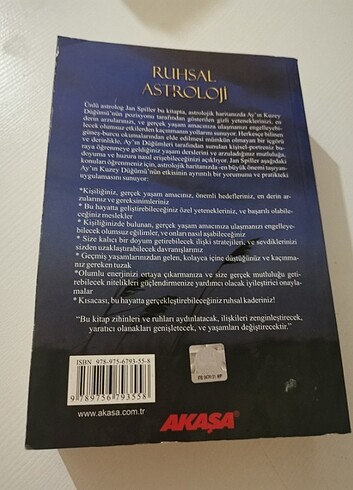 RUHSAL
ASTROLOJİ
Ünlü astrolog Jan Spiller bu kitapta, astrolojik haritamızda Ay'ın Kuzey
Düğümü'nün pozisyonu tarafından gösterilen gizli yeteneklerinizi, en
derin arzularınızı, ve gerçek yaşam amacınıza ulaşmanızı engelleyebi-
lecek olumsuz etkilerden kaçınmanın yollarını sunuyor. Herkesçe bilinen
güneş-burcu okumalarından elde edilmesi mümkün olmayan bir içgörü
ve derinlikle, Ay'ın Düğümleri tarafından sunulan kişisel-portreniz bu-
raya öğrenmeye geldiğiniz yaşam derslerini ve arzuladığınız mutluluğa,
doyuma ve huzura nasıl erişebileceğinizi açıklıyor. Jan Spiller aşağıdaki
konuları öğrenmeniz için, astrolojik haritanızdaki en çok büyük önemi taşıyan-
Ay'ın Kuzey Düğümü'nün etkisinin ayrıntılı bir yorumunu ve pratikteki
uygulamasını sunuyor:
*Kişiliğiniz, gerçek yaşam amacınız, önemli hedefleriniz, en derin ar-
zularınız ve gereksinimleriniz
* Bu hayatta geliştirebileceğiniz özel yetenekleriniz, ve başarılı olabile-
ceğiniz meslekler
* Kişiliğinizde bulunan, gerçek yaşam amacınıza ulaşmanızı engelleye-
bilecek olumsuz eğilimler, ve onları nasıl aşabileceğiniz
* Size kalıcı bir doyum getirebilecek ilişki stratejileri, ve sevdiklerinizi
sizden uzaklaştırabilecek davranışlarınız
* Geçmiş yaşamlarınızdan gelen, kolayca içine düştüğünüz ve kaçınma-
nız gereken tuzak
*Olumlu enerjinizi ortaya çıkarmanıza ve size gerçek mutluluğu geti-
rebilecek nitelikleri güçlendirmenize yardımcı olacak iyileştirici onayla-
malar
* Kısacası, bu hayatta gerçekleştirebileceğiniz ruhsal kaderiniz!
"Bu kitap zihinleri ve ruhları aydınlatacak, ilişkileri zenginleştirecek,
yaratıcı olanakları genişletecek, ve yaşamları değiştirecektir."
ISBN 978-975-6793-55-8
9 789756 793558
www.akasa.com.tr
AKAŞA